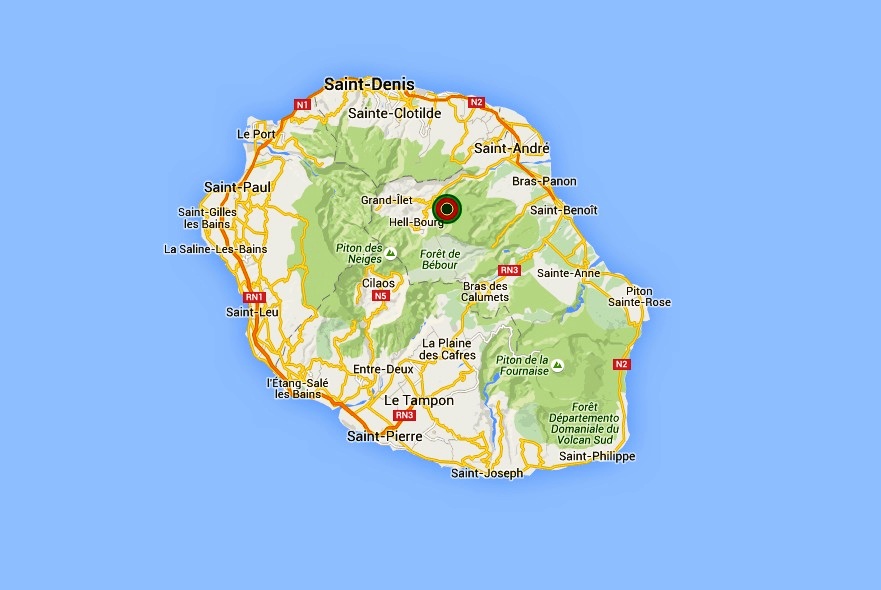 Saint-Denis
N1
N2
Sainte-Clotilde
Le Port
Saint-André
Bras-Panon
Saint-Paul
Grand-Îlet
Saint-Gilles
les Bains
Saint-Benoît
Hell-Bourg
La Saline-Les-Bains
Piton des
Neiges
Forêt de
Bébour
RN3
Sainte-Anne
Cilaos
N5
Bras des
Calumets
Piton
Sainte-Rose
RN1
Saint-Leu
La Plaine
des Cafres
Piton de la
Fournaise
N2
Entre-Deux
l'Étang-Salé
les Bains
Le Tampon
RN3
Forêt
Départemento
Domaniale du
Volcan Sud
Saint-Pierre
Saint-Philippe
Saint-Joseph